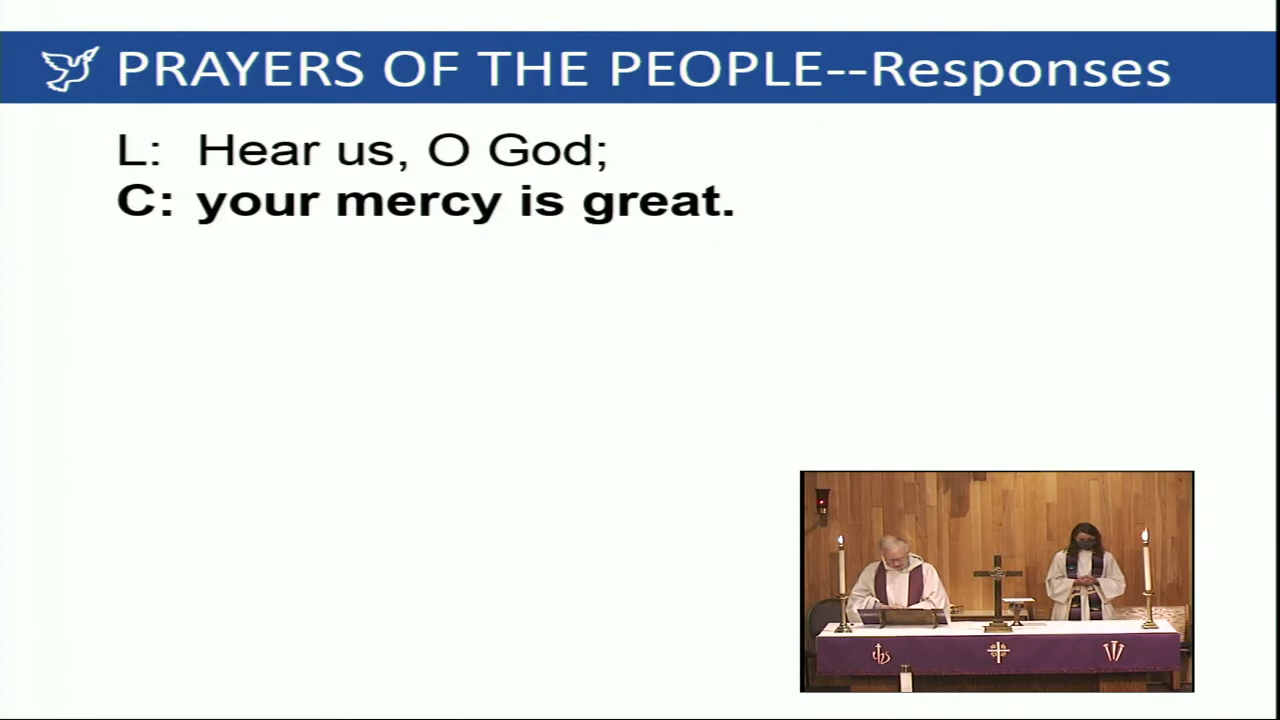 PRAYERS OF THE PEOPLE--Responses
L: Hear us, O God;
C: your mercy is great.